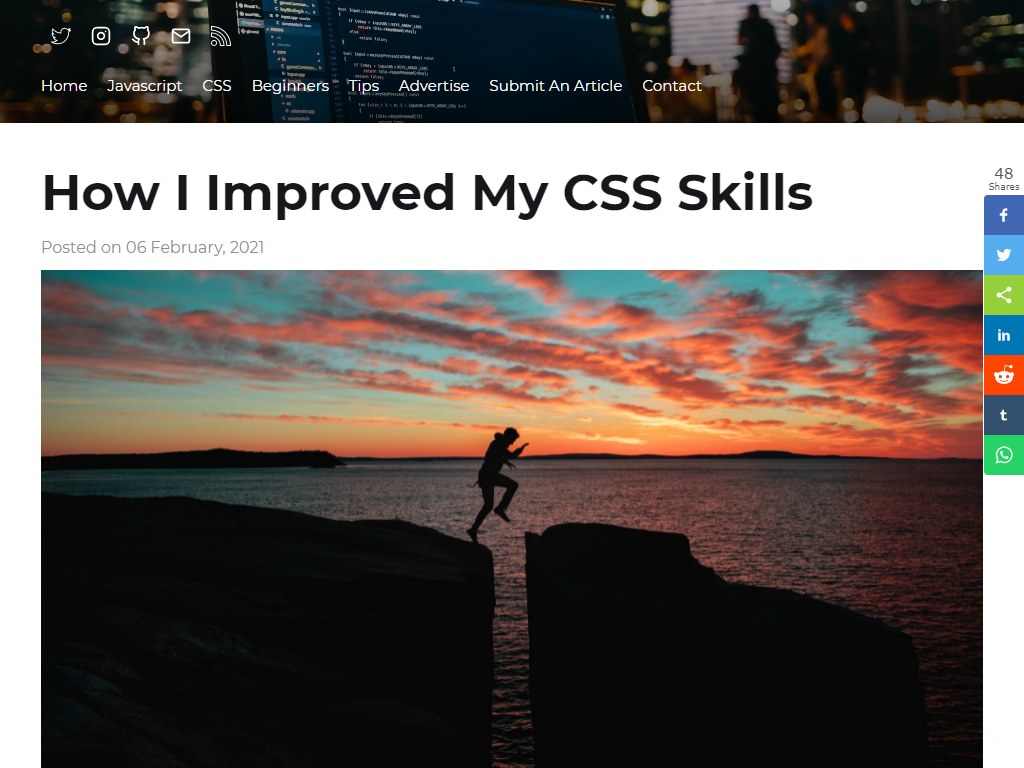 Home Javascript CSS Beginners Tips Advertise Submit An Article Contact
How I Improved My CSS Skills
Posted on 06 February, 2021
48
Shares